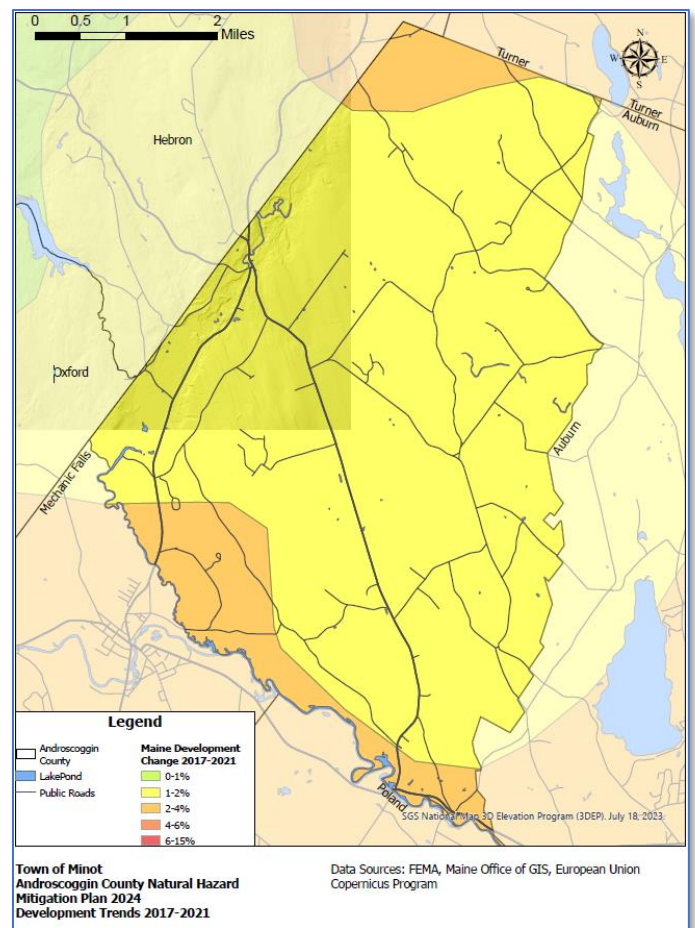 0 0.5 1 2
Miles
N
W E
S
Turner
Turner
Auburn
Hebron
Oxford
Auburn
Mechanic Falls
Poland
SGS National Map 3D Elevation Program (3DEP). July 18, 2023.
Legend
Androscoggin
County
LakePond
Public Roads
Maine Development
Change 2017-2021
0-1%
1-2%
2-4%
4-6%
6-15%
Town of Minot
Androscoggin County Natural Hazard
Mitigation Plan 2024
Development Trends 2017-2021
Data Sources: FEMA, Maine Office of GIS, European Union
Copernicus Program